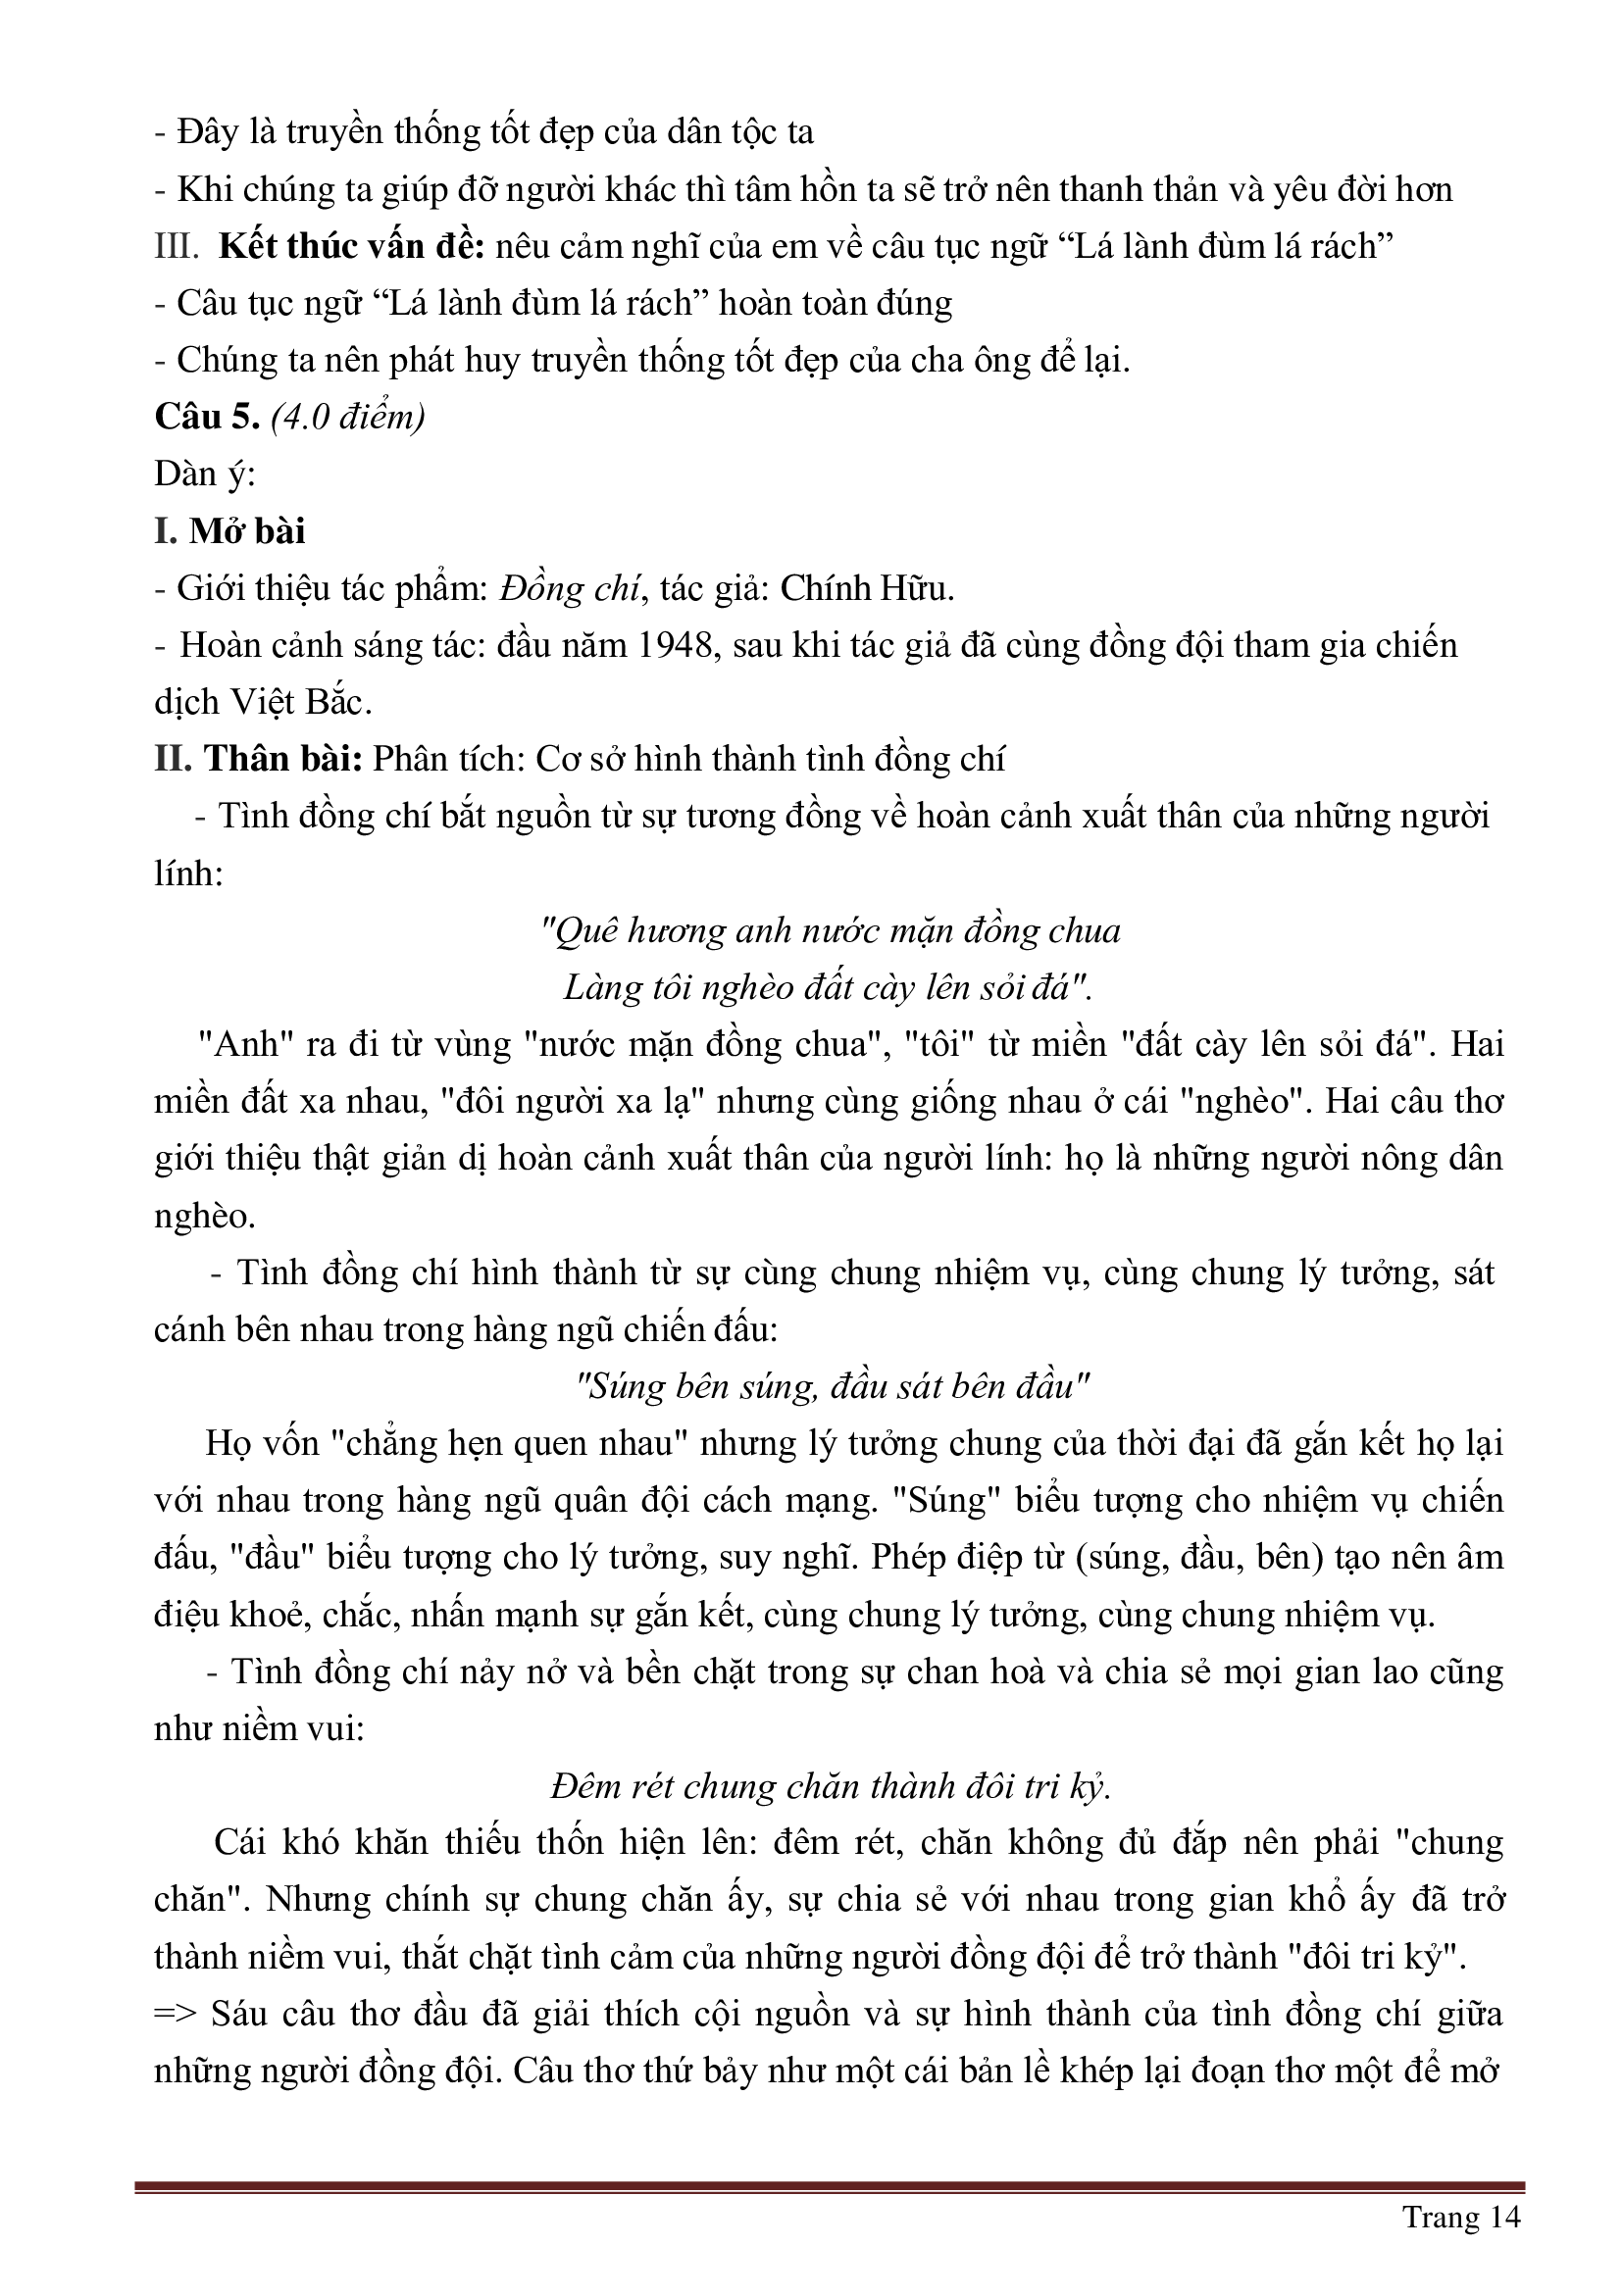 - Đây là truyền thống tốt đẹp của dân tộc ta
- Khi chúng ta giúp đỡ người khác thì tâm hồn ta sẽ trở nên thanh thản và yêu đời hơn
III. Kết thúc vấn đề: nêu cảm nghĩ của em về câu tục ngữ “Lá lành đùm lá rách”
- Câu tục ngữ “Lá lành đùm lá rách” hoàn toàn đúng
- Chúng ta nên phát huy truyền thống tốt đẹp của cha ông để lại.
Câu 5. (4.0 điểm)
Dàn ý:
I. Mở bài
- Giới thiệu tác phẩm: Đồng chí, tác giả: Chính Hữu.
- Hoàn cảnh sáng tác: đầu năm 1948, sau khi tác giả đã cùng đồng đội tham gia chiến
dịch Việt Bắc.
II. Thân bài: Phân tích: Cơ sở hình thành tình đồng chí
- Tình đồng chí bắt nguồn từ sự tương đồng về hoàn cảnh xuất thân của những người
lính:
"Quê hương anh nước mặn đồng chua
Làng tôi nghèo đất cày lên sỏi đá".
"Anh" ra đi từ vùng "nước mặn đồng chua", "tôi" từ miền "đất cày lên sỏi đá". Hai
miền đất xa nhau, "đôi người xa lạ" nhưng cùng giống nhau ở cái "nghèo". Hai câu thơ
giới thiệu thật giản dị hoàn cảnh xuất thân của người lính: họ là những người nông dân
nghèo.
- Tình đồng chí hình thành từ sự cùng chung nhiệm vụ, cùng chung lý tưởng, sát
cánh bên nhau trong hàng ngũ chiến đấu:
"Súng bên súng, đầu sát bên đầu"
Họ vốn "chẳng hẹn quen nhau" nhưng lý tưởng chung của thời đại đã gắn kết họ lại
với nhau trong hàng ngũ quân đội cách mạng. "Súng" biểu tượng cho nhiệm vụ chiến
đấu, "đầu" biểu tượng cho lý tưởng, suy nghĩ. Phép điệp từ (súng, đầu, bên) tạo nên âm
điệu khoẻ, chắc, nhấn mạnh sự gắn kết, cùng chung lý tưởng, cùng chung nhiệm vụ.
- Tình đồng chí nảy nở và bền chặt trong sự chan hoà và chia sẻ mọi gian lao cũng
như niềm vui:
Đêm rét chung chăn thành đôi tri kỷ.
Cái khó khăn thiếu thốn hiện lên: đêm rét, chăn không đủ đắp nên phải "chung
chăn". Nhưng chính sự chung chăn ấy, sự chia sẻ với nhau trong gian khổ ấy đã trở
thành niềm vui, thắt chặt tình cảm của những người đồng đội để trở thành "đôi tri kỷ".
=> Sáu câu thơ đầu đã giải thích cội nguồn và sự hình thành của tình đồng chí giữa
những người đồng đội. Câu thơ thứ bảy như một cái bản lề khép lại đoạn thơ một để mở
Trang 14